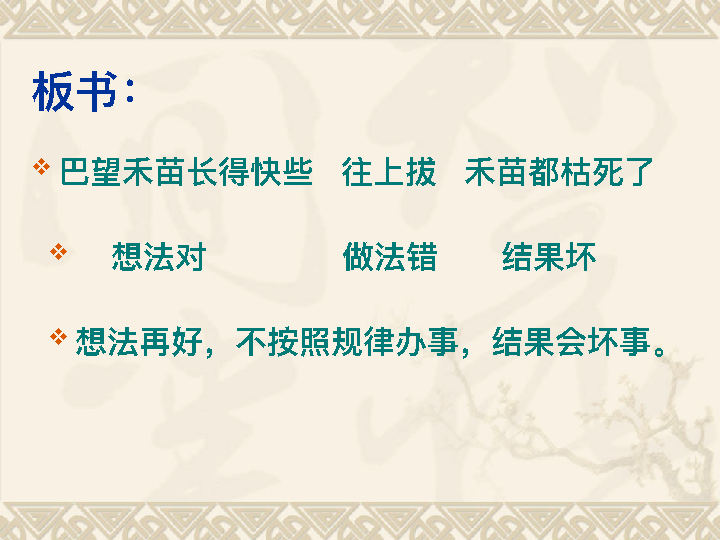 板书：
巴望禾苗长得快些 往上拔 禾苗都枯死了
想法对 做法错 结果坏
想法再好，不按照规律办事，结果会坏事。